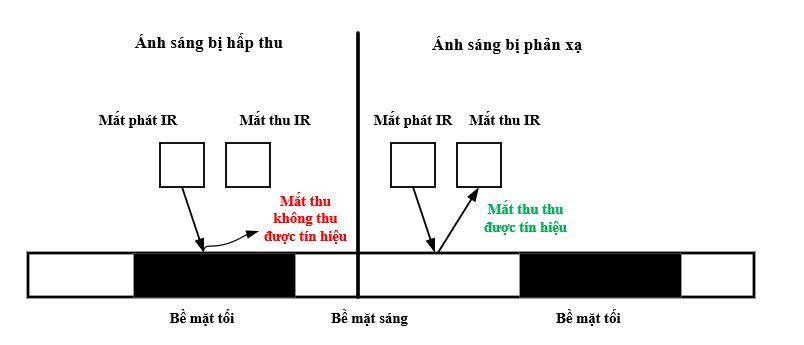 Ánh sáng bị hấp thu
Ánh sáng bị phản xạ
Mắt phát IR
Mắt thu IR
Mắt phát IR
Mắt thu IR
Mắt thu
không thu
được tín hiệu
Mắt thu thu
được tín hiệu
Bề mặt tối
Bề mặt sáng
Bề mặt tối